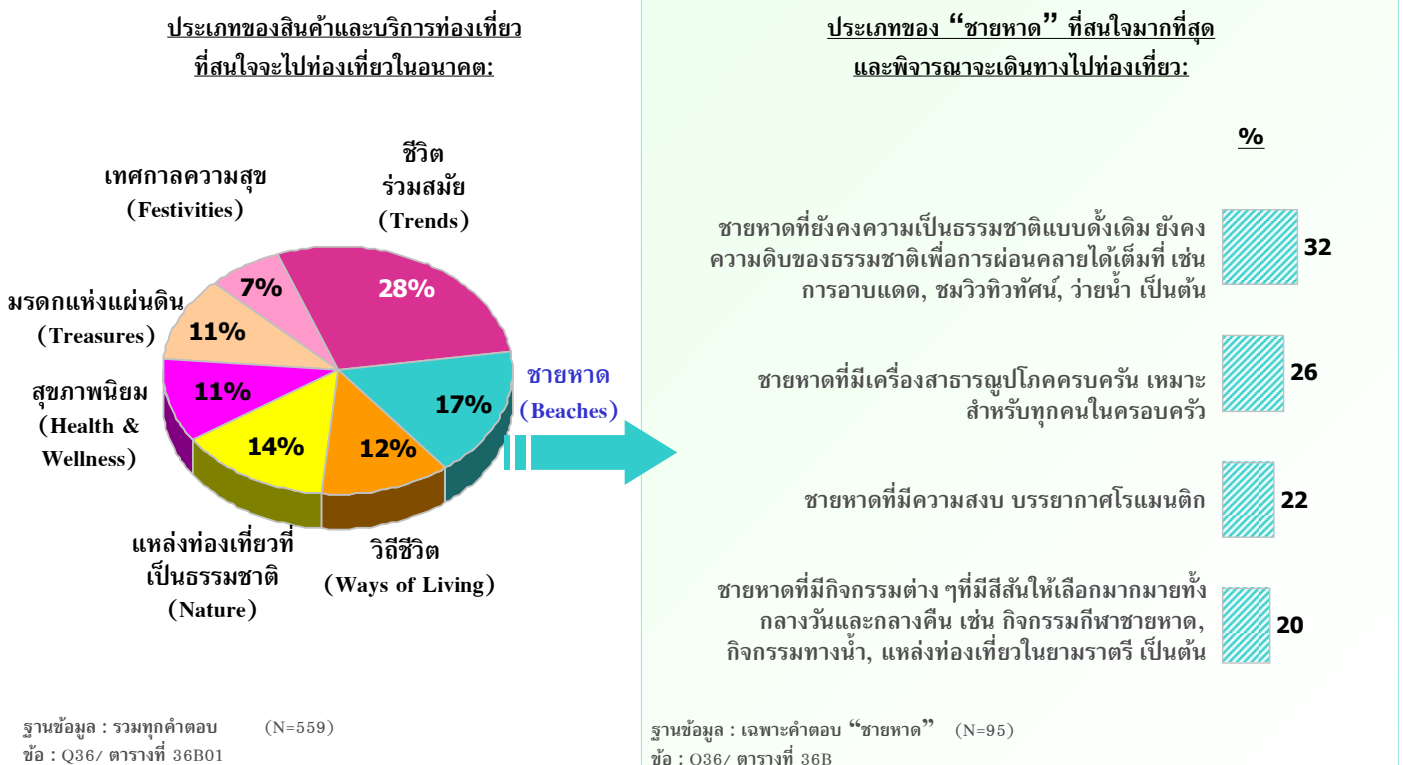 ประเภทของสินค้าและบริการท่องเที่ยว
ที่สนใจจะไปท่องเที่ยวในอนาคต:
เทศกาลความสุข
(Festivities)
ชีวิต
ร่วมสมัย
(Trends)
มรดกแห่งแผ่นดิน
(Treasures)
สุขภาพนิยม
(Health &
Wellness)
7%
28%
11%
11%
17%
14%
12%
ชายหาด
(Beaches)
แหล่งท่องเที่ยวที่
เป็นธรรมชาติ
(Nature)
วิถีชีวิต
(Ways of Living)
ฐานข้อมูล : รวมทุกคำตอบ (N=559)
ข้อ : Q36/ ตารางที่ 36B01
ประเภทของ “ชายหาด” ที่สนใจมากที่สุด
และพิจารณาจะเดินทางไปท่องเที่ยว:
%
ชายหาดที่ยังคงความเป็นธรรมชาติแบบดั้งเดิม ยังคง
ความดิบของธรรมชาติเพื่อการผ่อนคลายได้เต็มที่ เช่น
การอาบแดด, ชมวิวทิวทัศน์, ว่ายน้ำ เป็นต้น
32
ชายหาดที่มีเครื่องสาธารณูปโภคครบครัน เหมาะ
สำหรับทุกคนในครอบครัว
26
ชายหาดที่มีความสงบ บรรยากาศโรแมนติก
22
ชายหาดที่มีกิจกรรมต่าง ๆที่มีสีสันให้เลือกมากมายทั้ง
กลางวันและกลางคืน เช่น กิจกรรมกีฬาชายหาด,
กิจกรรมทางน้ำ, แหล่งท่องเที่ยวในยามราตรี เป็นต้น
20
ฐานข้อมูล : เฉพาะคำตอบ “ชายหาด” (N=95)
ข้อ : Q36/ ตารางที่ 36B